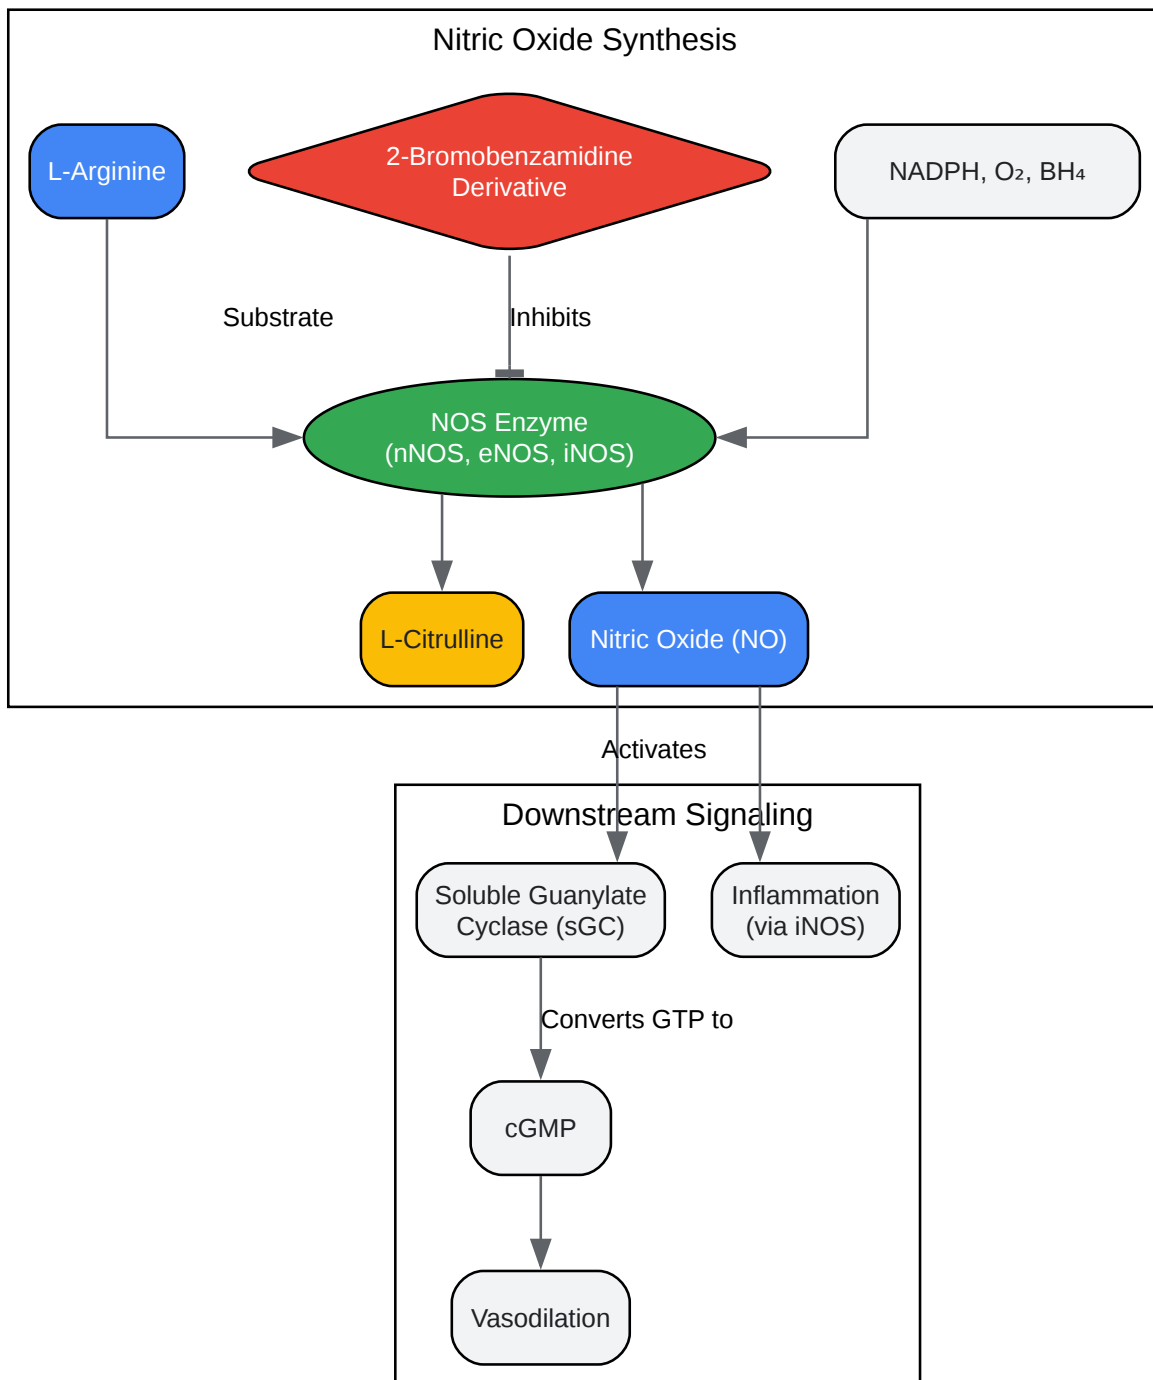 Nitric Oxide Synthesis
L-Arginine
2-Bromobenzamidine
Derivative
NADPH, O₂, BH₄
Substrate
Inhibits
NOS Enzyme
(nNOS, eNOS, iNOS)
L-Citrulline
Nitric Oxide (NO)
Activates
Downstream Signaling
Soluble Guanylate
Cyclase (sGC)
Inflammation
(via iNOS)
Converts GTP to
cGMP
Vasodilation